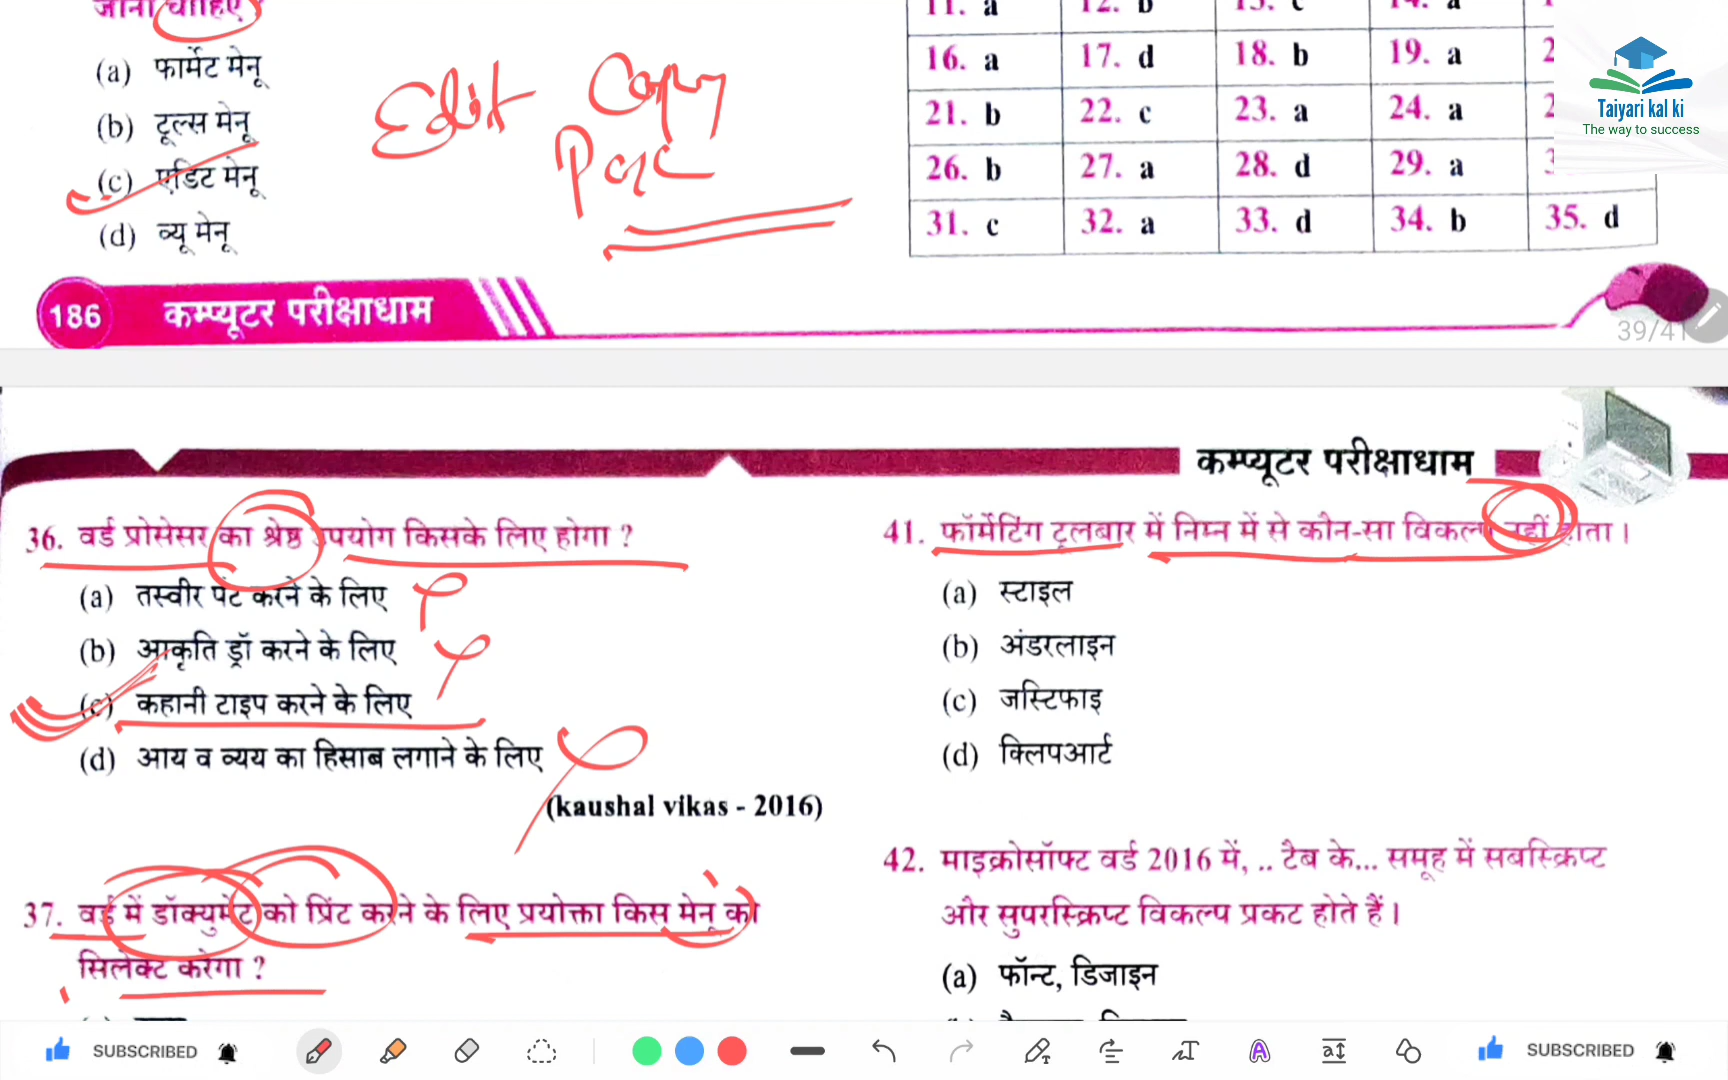 जाना चाहिए
(a) फार्मेट मेनू
(b) टूल्स मेनू
(c) एडिट मेनू
(d) व्यू मेनू
Edit Copy
11. a 12. b 13. c 14. a
16. a 17. d 18. b 19. a 2
21. b 22. c 23. a 24. a 2
26. b 27. a 28. d 29. a 3
31. c 32. a 33. d 34. b 35. d
Taiyari kal ki
The way to success
186 कम्प्यूटर परीक्षाधाम
39/41
कम्प्यूटर परीक्षाधाम
36. वर्ड प्रोसेसर का श्रेष्ठ उपयोग किसके लिए होगा ?
(a) तस्वीर पेंट करने के लिए
(b) आकृति ड्रॉ करने के लिए
(c) कहानी टाइप करने के लिए
(d) आय व व्यय का हिसाब लगाने के लिए
(kaushal vikas - 2016)
37. वर्ड में डॉक्युमेंट को प्रिंट करने के लिए प्रयोक्ता किस मेनू को
सिलेक्ट करेगा ?
41. फॉर्मेटिंग टूलबार में निम्न में से कौन-सा विकल्प नहीं होता ।
(a) स्टाइल
(b) अंडरलाइन
(c) जस्टिफाइ
(d) क्लिपआर्ट
42. माइक्रोसॉफ्ट वर्ड 2016 में, .. टैब के... समूह में सबस्क्रिप्ट
और सुपरस्क्रिप्ट विकल्प प्रकट होते हैं ।
(a) फॉन्ट, डिजाइन
SUBSCRIBED
SUBSCRIBED